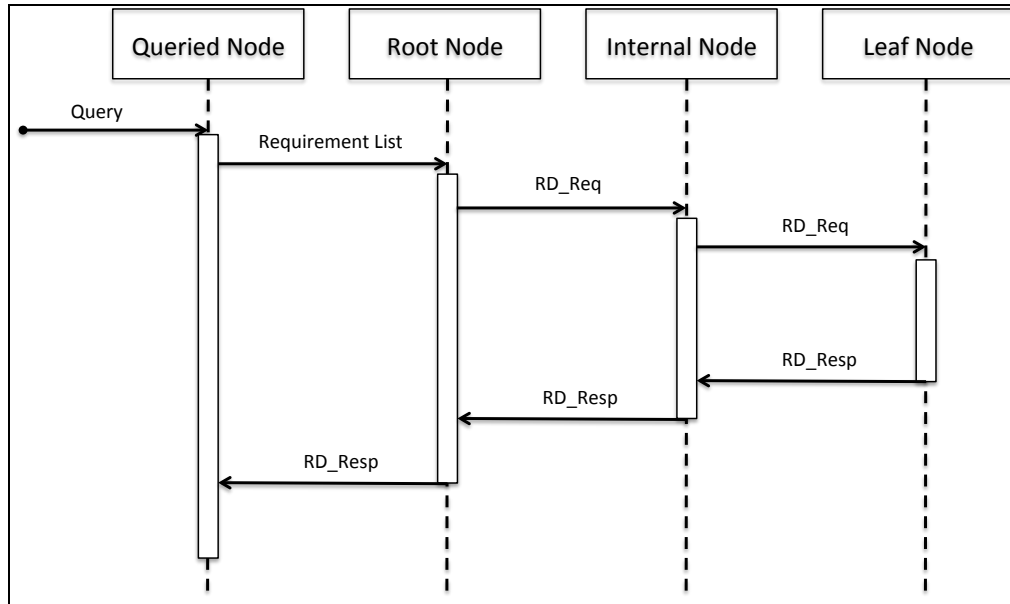 Queried Node
Root Node
Internal Node
Leaf Node
Query
Requirement List
RD_Req
RD_Req
RD_Resp
RD_Resp
RD_Resp